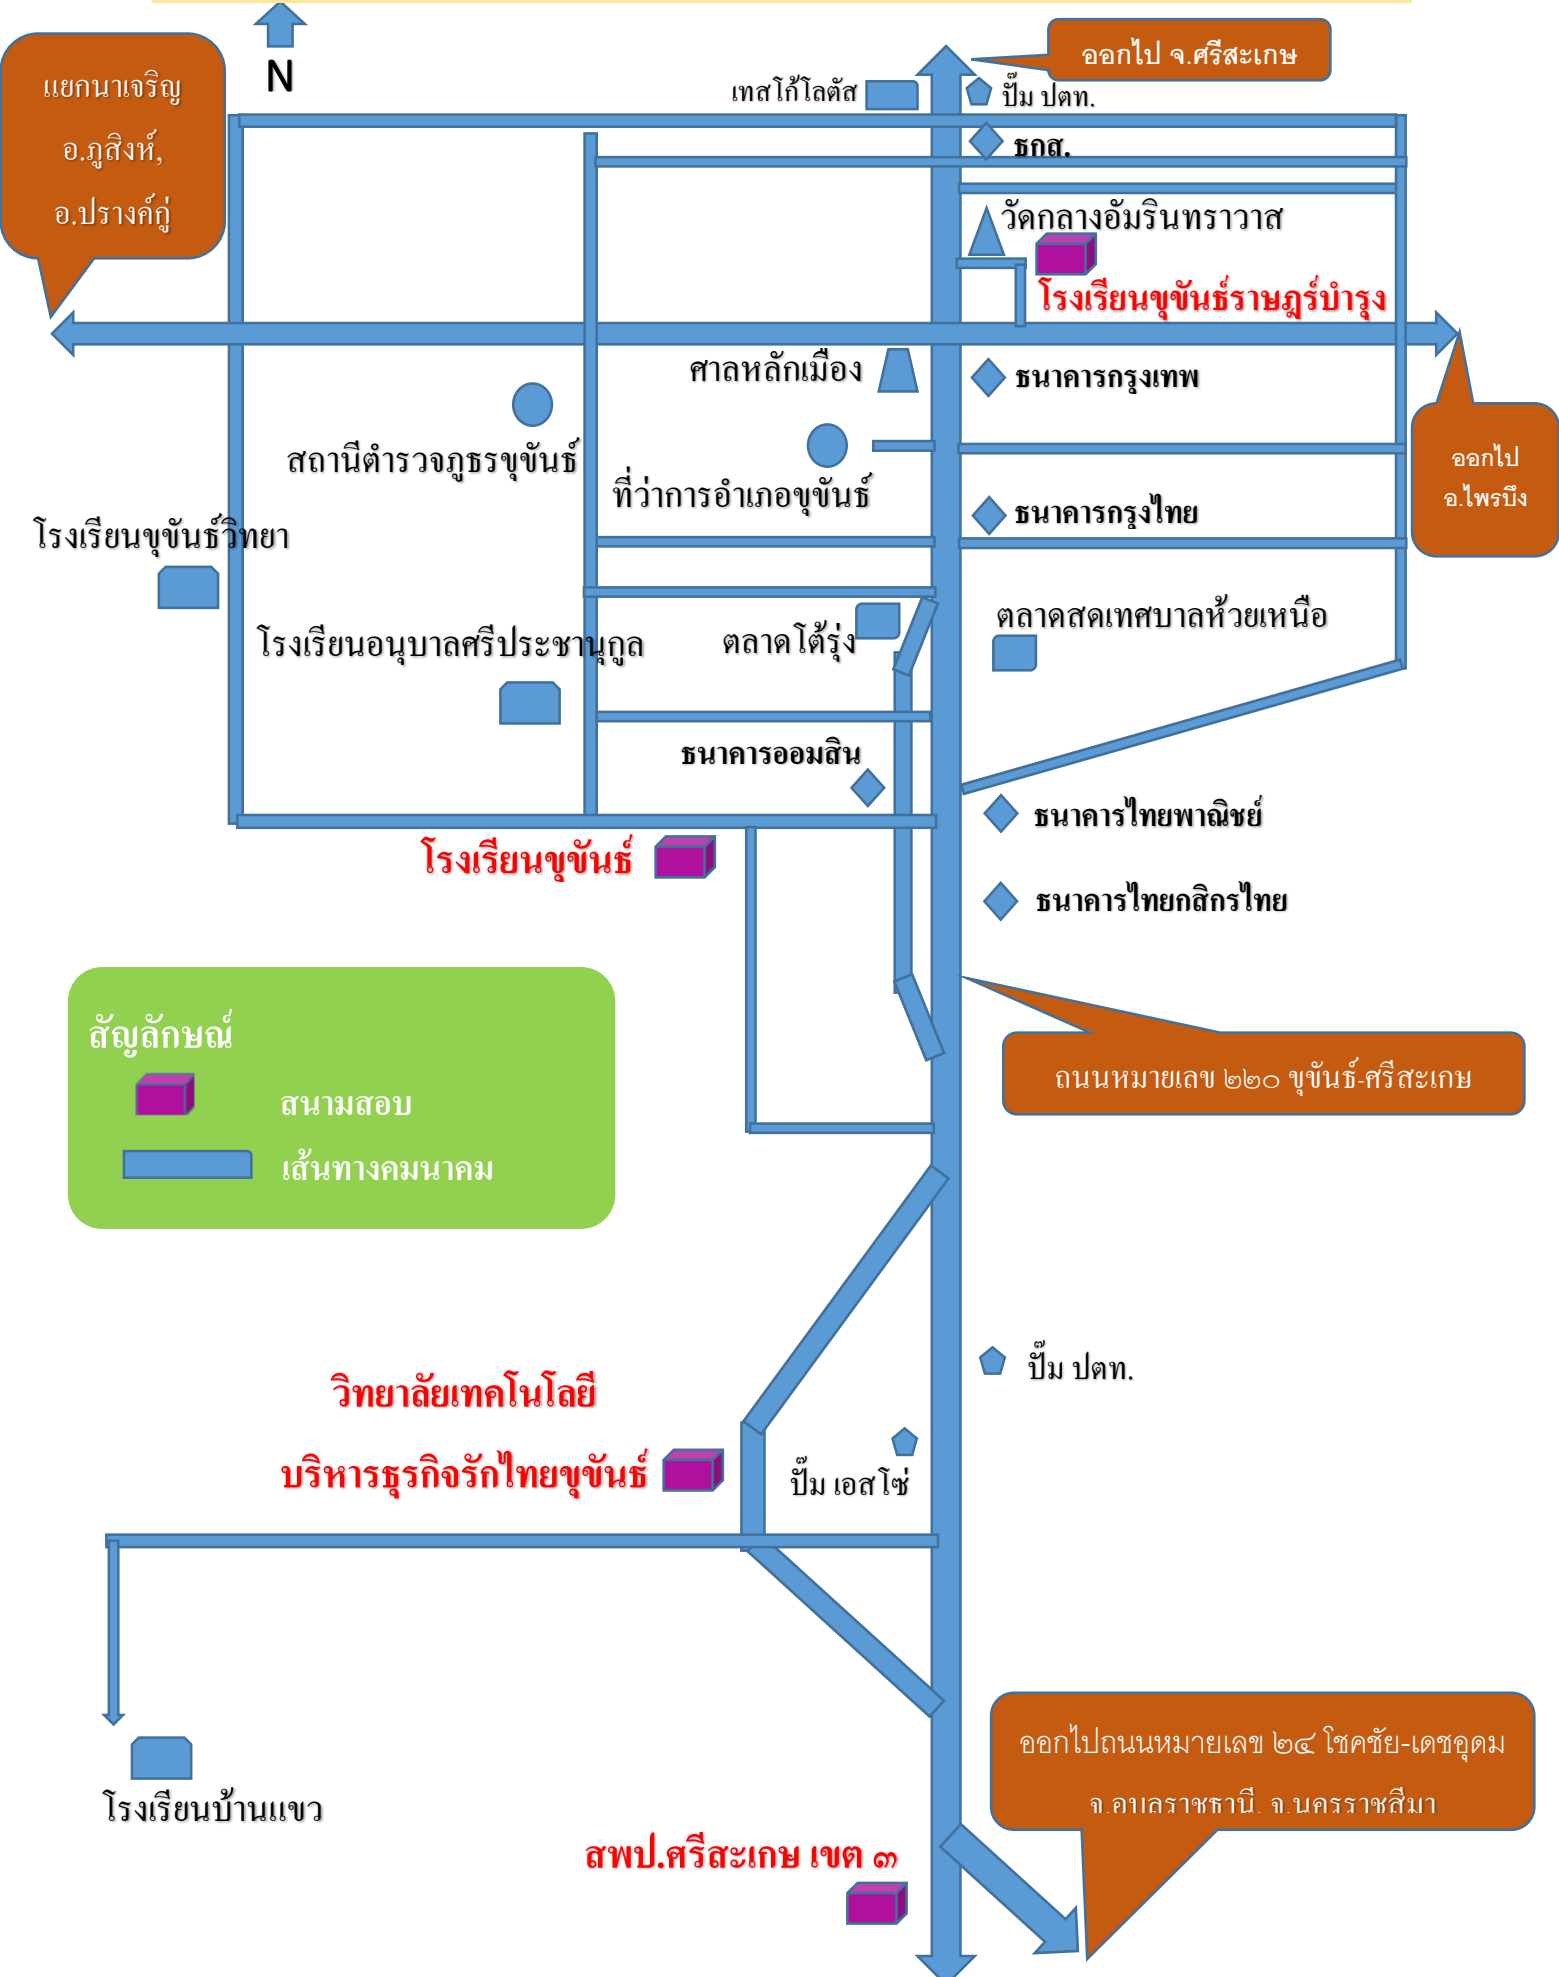 ออกไป จ.ศรีสะเกษ
แยกนาเจริญ
อ.ภูสิงห์,
อ.ปรางค์กู่
N
เทสโก้โลตัส
ปั๊ม ปตท.
ธกส.
วัดกลางอัมรินทราวาส
โรงเรียนขุขันธ์ราษฎร์บำรุง
ศาลหลักเมือง
ธนาคารกรุงเทพ
สถานีตำรวจภูธรขุขันธ์
ที่ว่าการอำเภอขุขันธ์
ออกไป
อ.ไพรบึง
ธนาคารกรุงไทย
โรงเรียนขุขันธ์วิทยา
โรงเรียนอนุบาลศรีประชานุกูล
ตลาดโต้รุ่ง
ตลาดสดเทศบาลห้วยเหนือ
ธนาคารออมสิน
ธนาคารไทยพาณิชย์
โรงเรียนขุขันธ์
ธนาคารไทยกสิกรไทย
สัญลักษณ์
สนามสอบ
เส้นทางคมนาคม
ถนนหมายเลข ๒๒๐ ขุขันธ์-ศรีสะเกษ
ปั๊ม ปตท.
วิทยาลัยเทคโนโลยี
บริหารธุรกิจรักไทยขุขันธ์
ปั๊ม เอสโซ่
ออกไปถนนหมายเลข ๒๔ โชคชัย-เดชอุดม
จ.อุบลราชธานี, จ.นครราชสีมา
โรงเรียนบ้านแขว
สพป.ศรีสะเกษ เขต ๓